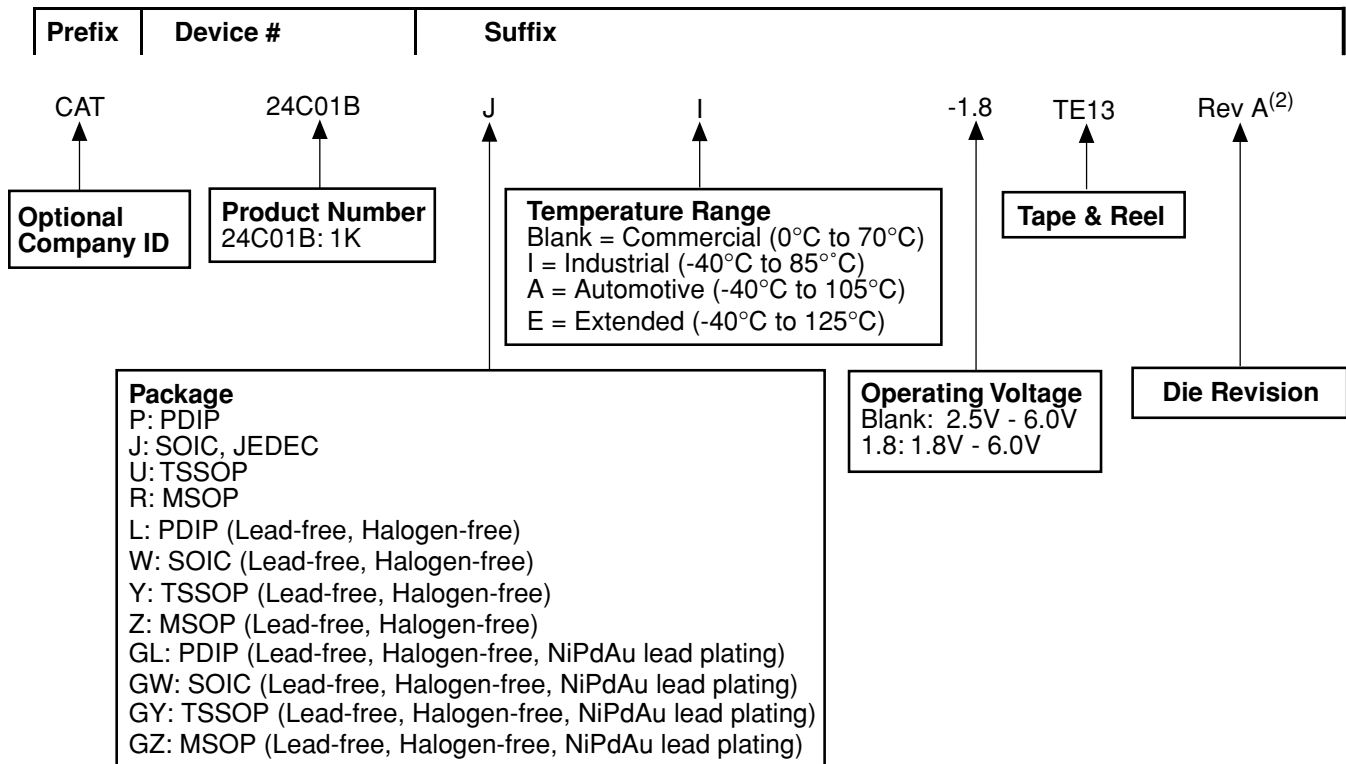 Prefix Device # Suffix
CAT 24C01B J I -1.8 TE13 Rev A(2)
Optional
Company ID
Product Number
24C01B: 1K
Temperature Range
Blank = Commercial (0°C to 70°C)
I = Industrial (-40°C to 85°˚C)
A = Automotive (-40°C to 105°C)
E = Extended (-40°C to 125°C)
Tape & Reel
Package
P: PDIP
J: SOIC, JEDEC
U: TSSOP
R: MSOP
L: PDIP (Lead-free, Halogen-free)
W: SOIC (Lead-free, Halogen-free)
Y: TSSOP (Lead-free, Halogen-free)
Z: MSOP (Lead-free, Halogen-free)
GL: PDIP (Lead-free, Halogen-free, NiPdAu lead plating)
GW: SOIC (Lead-free, Halogen-free, NiPdAu lead plating)
GY: TSSOP (Lead-free, Halogen-free, NiPdAu lead plating)
GZ: MSOP (Lead-free, Halogen-free, NiPdAu lead plating)
Operating Voltage
Blank: 2.5V - 6.0V
1.8: 1.8V - 6.0V
Die Revision